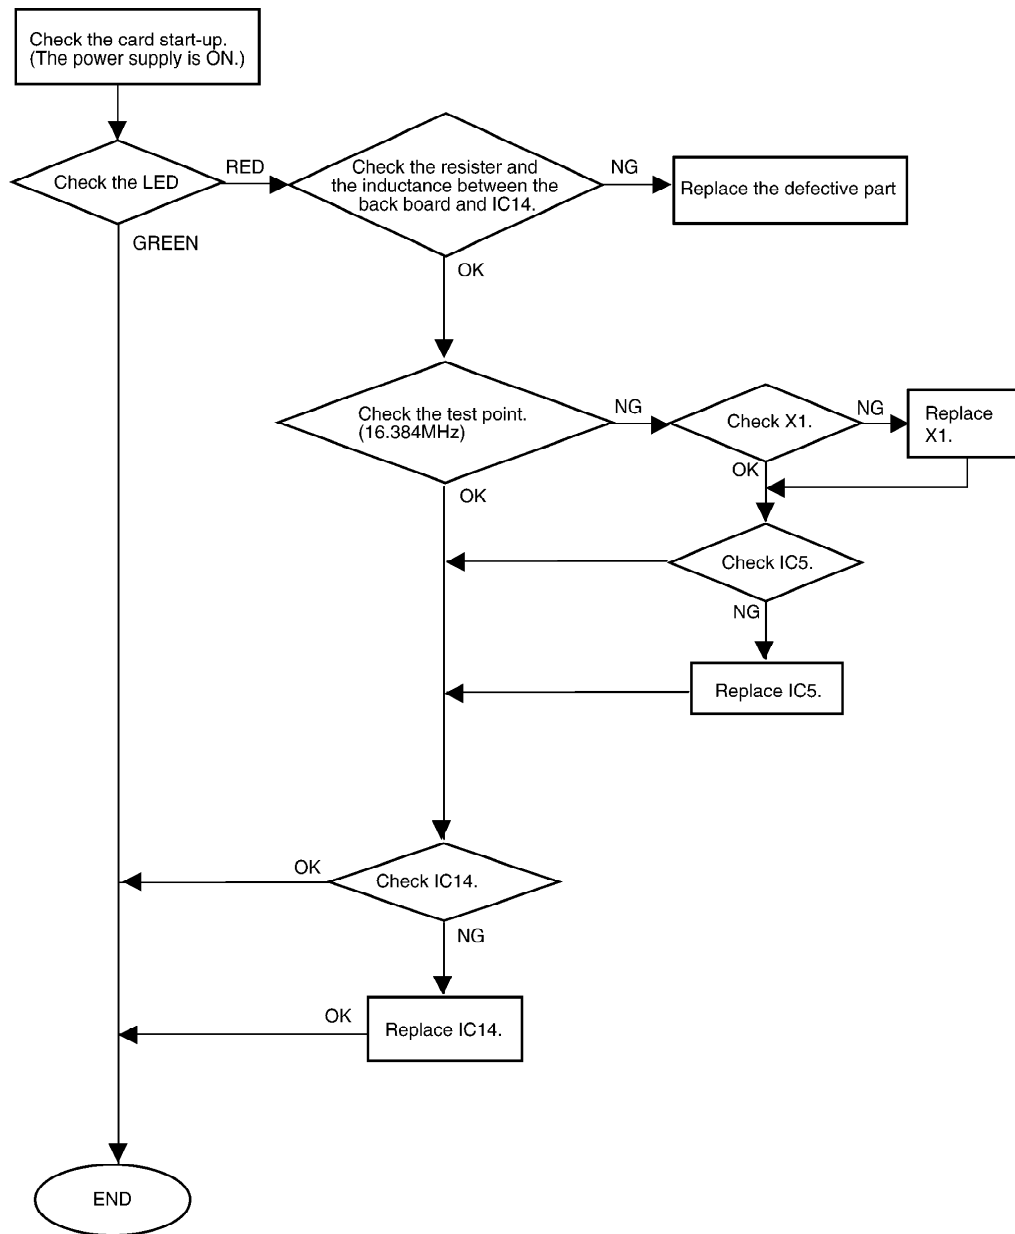 Check the card start-up.
(The power supply is ON.)
Check the LED
RED
GREEN
Check the resister and
the inductance between the
back board and IC14.
NG
Replace the defective part
OK
Check the test point.
(16.384MHz)
NG
Check X1.
NG
Replace
X1.
OK
OK
Check IC5.
NG
Replace IC5.
Check IC14.
OK
NG
Replace IC14.
OK
END